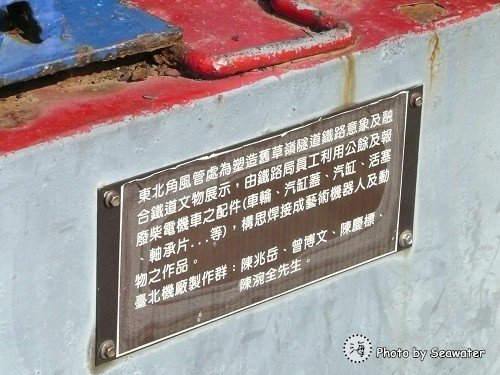 東北角風管處為塑造舊草嶺隧道鐵路意象及融
合鐵道文物展示，由鐵路局員工利用公餘及報
廢柴電機車之配件(車輪、汽缸蓋、汽缸、活塞
、軸承片...等)，構思焊接成藝術機器人及動
物之作品。
臺北機廠製作群：陳兆岳、曾博文、陳慶標、
陳浣全先生。
海 Photo by Seawater